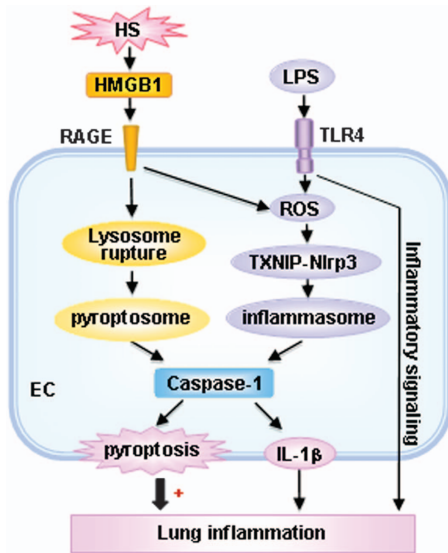 HS
HMGB1
LPS
RAGE
TLR4
ROS
Lysosome
rupture
TXNIP-Nlrp3
pyroptosome
inflammasome
Inflammatory signaling
Caspase-1
EC
pyroptosis
IL-1β
+
Lung inflammation